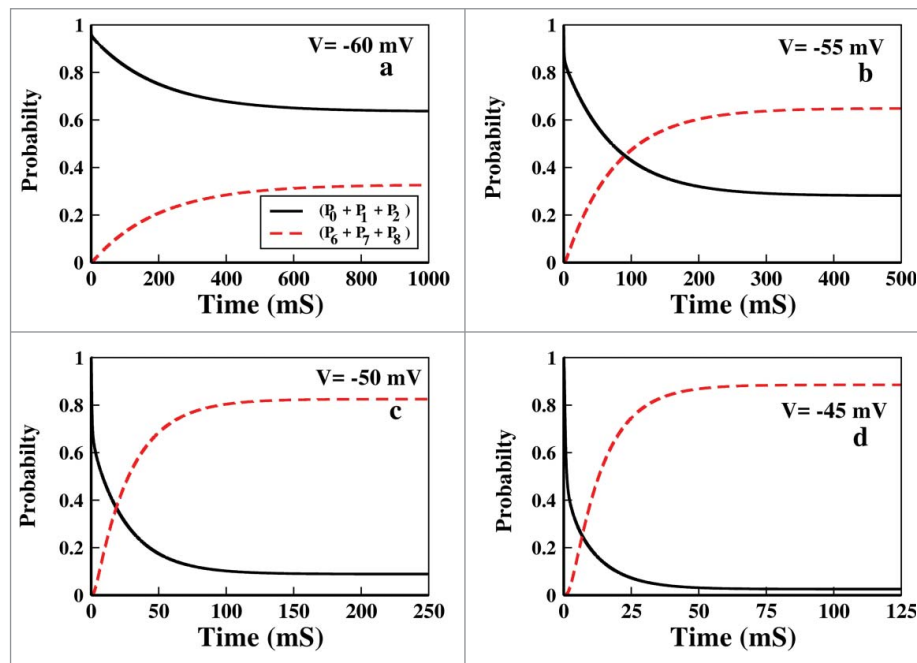 1
0.8
0.6
0.4
0.2
0
Probabilty
V= -60 mV
a
(P0 + P1 + P2)
(P6 + P7 + P8)
0 200 400 600 800 1000
Time (mS)
1
0.8
0.6
0.4
0.2
0
Probabilty
V= -55 mV
b
0 100 200 300 400 500
Time (mS)
1
0.8
0.6
0.4
0.2
0
Probabilty
V= -50 mV
c
0 50 100 150 200 250
Time (mS)
1
0.8
0.6
0.4
0.2
0
Probabilty
V= -45 mV
d
0 25 50 75 100 125
Time (mS)